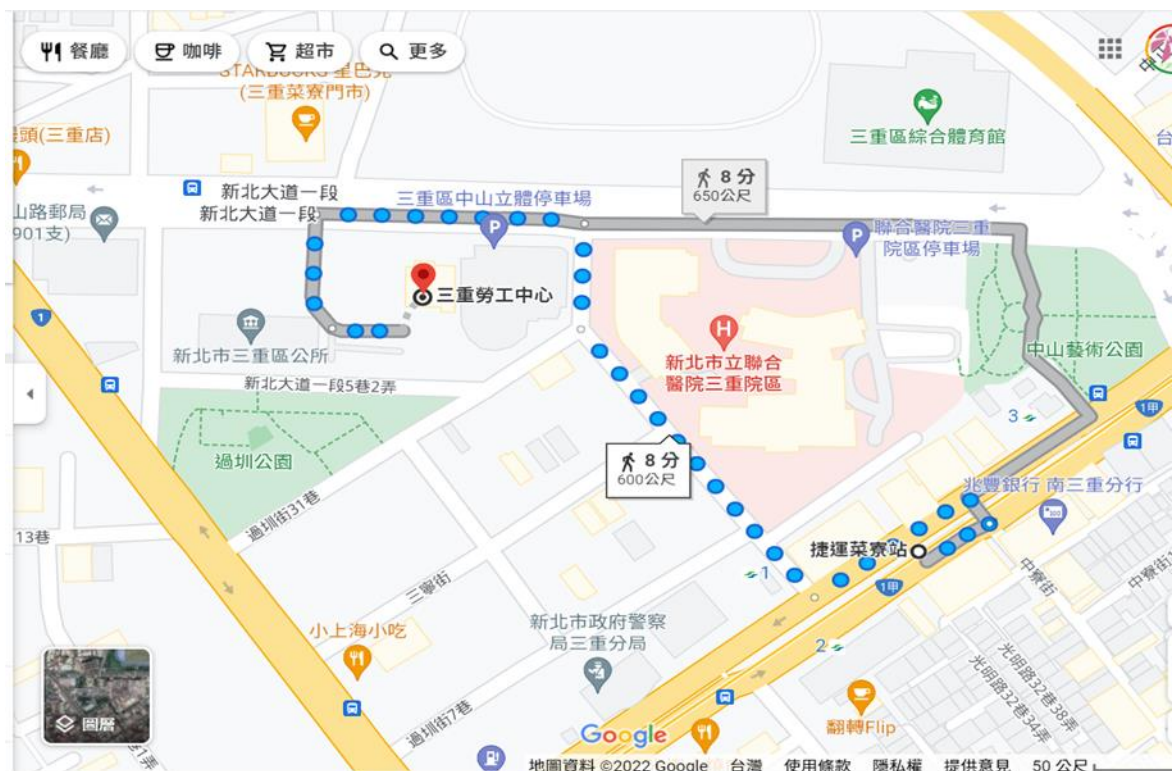 餐廳
咖啡
超市
更多
STARBUCKS 星巴克
(三重菜寮門市)
三重區綜合體育館
頭(三重店)
8 分
650公尺
新北大道一段
新北大道一段
三重區中山立體停車場
山路郵局
901支)
聯合醫院三重
院區停車場
三重勞工中心
1
新北市三重區公所
新北市立聯合
醫院三重院區
中山藝術公園
新北大道一段5巷2弄
3
1甲
過圳公園
8 分
600公尺
兆豐銀行 南三重分行
過圳街31巷
13巷
捷運菜寮站
1
1甲
中寮街
中寮街1
三寧街
新北市政府警察
局三重分局
小上海小吃
2
光明路32巷38弄
光明路32巷34弄
過圳街7巷
翻轉Flip
圖層
Google
地圖資料 ©2022 Google
台灣
使用條款
隱私權
提供意見
50 公尺